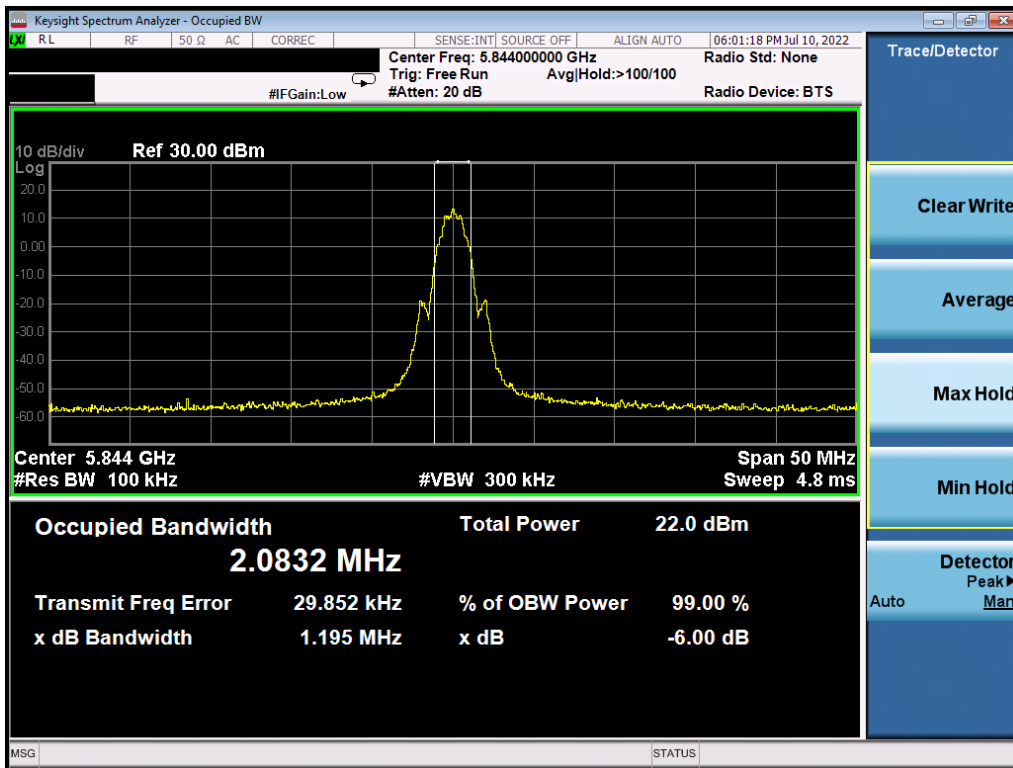 Keysight Spectrum Analyzer - Occupied BW
LXI RL RF 50 Ω AC CORREC SENSE:INT SOURCE OFF ALIGN AUTO 06:01:18 PM Jul 10, 2022
Center Freq: 5.844000000 GHz Radio Std: None
Trig: Free Run Avg|Hold:>100/100
#IFGain:Low #Atten: 20 dB Radio Device: BTS
10 dB/div Ref 30.00 dBm
Log
20.0
10.0
0.00
-10.0
-20.0
-30.0
-40.0
-50.0
-60.0
Center 5.844 GHz Span 50 MHz
#Res BW 100 kHz #VBW 300 kHz Sweep 4.8 ms
Occupied Bandwidth Total Power 22.0 dBm
2.0832 MHz
Transmit Freq Error 29.852 kHz % of OBW Power 99.00 %
x dB Bandwidth 1.195 MHz x dB -6.00 dB
MSG STATUS
Trace/Detector
Clear Write
Average
Max Hold
Min Hold
Detector
Peak▶
Auto Man